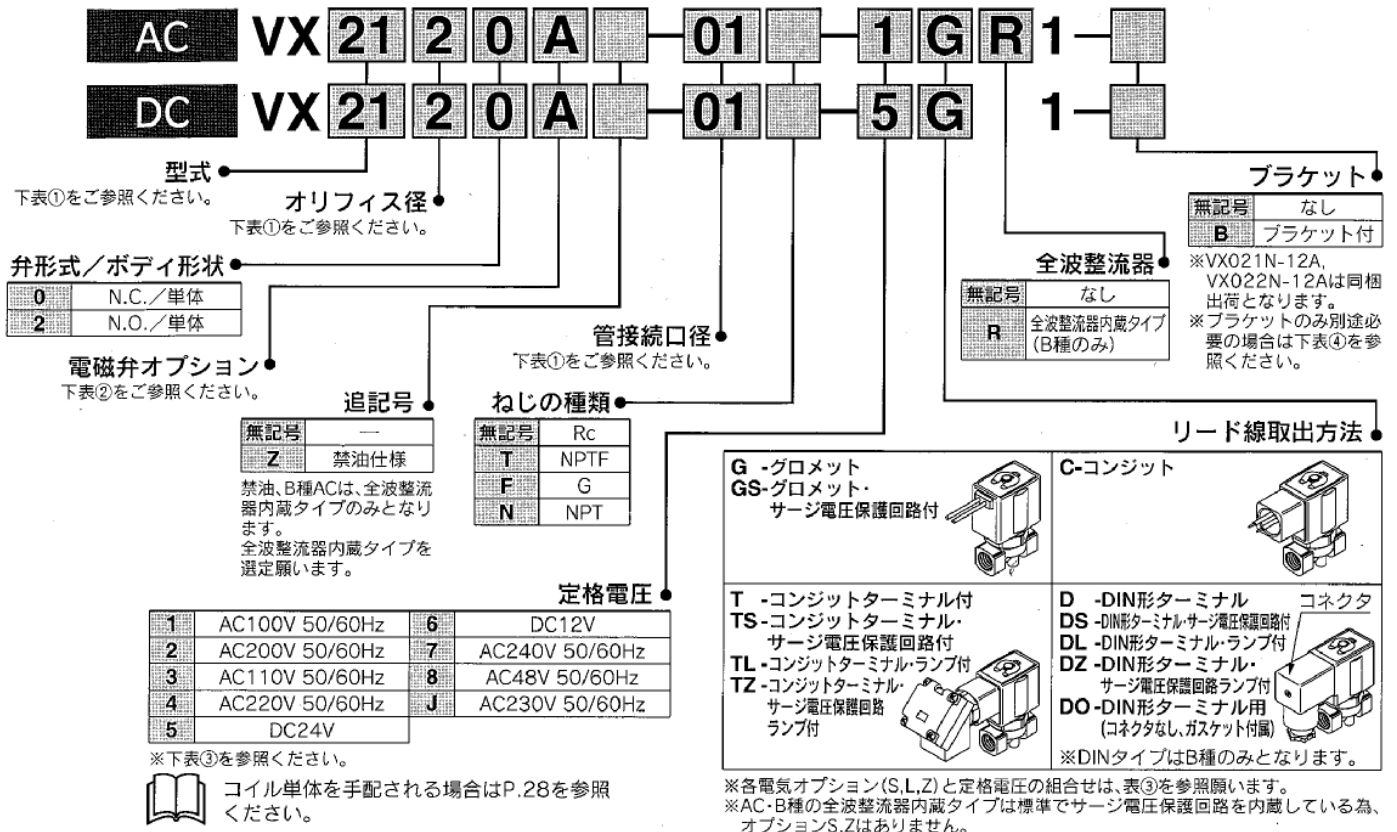 AC VX 21 2 0 A - 01 - 1 G R 1 -
DC VX 21 2 0 A - 01 - 5 G 1 -
型式
下表①をご参照ください。
オリフィス径
下表①をご参照ください。
弁形式／ボディ形状
0 N.C.／単体
2 N.O.／単体
電磁弁オプション
下表②をご参照ください。
追記号
無記号 —
Z 禁油仕様
禁油、B種ACは、全波整流
器内蔵タイプのみとなり
ます。
全波整流器内蔵タイプを
選定願います。
管接続口径
下表①をご参照ください。
ねじの種類
無記号 Rc
T NPTF
F G
N NPT
定格電圧
1 AC100V 50/60Hz 6 DC12V
2 AC200V 50/60Hz 7 AC240V 50/60Hz
3 AC110V 50/60Hz 8 AC48V 50/60Hz
4 AC220V 50/60Hz J AC230V 50/60Hz
5 DC24V
※下表③を参照ください。
コイル単体を手配される場合はP.28を参照
ください。
全波整流器
無記号 なし
R 全波整流器内蔵タイプ
(B種のみ)
ブラケット
無記号 なし
B ブラケット付
※VX021N-12A,
VX022N-12Aは同梱
出荷となります。
※ブラケットのみ別途必
要の場合は下表④を参
照ください。
リード線取出方法
G -グロメット
GS-グロメット・
サージ電圧保護回路付
C-コンジット
T -コンジットターミナル付
TS -コンジットターミナル・
サージ電圧保護回路付
TL -コンジットターミナル・ランプ付
TZ -コンジットターミナル・
サージ電圧保護回路
ランプ付
D -DIN形ターミナル
コネクタ
DS -DIN形ターミナル・サージ電圧保護回路付
DL -DIN形ターミナル・ランプ付
DZ -DIN形ターミナル・
サージ電圧保護回路ランプ付
DO-DIN形ターミナル用
(コネクタなし、ガスケット付属)
※DINタイプはB種のみとなります。
※各電気オプション(S,L,Z)と定格電圧の組合せは、表③を参照願います。
※AC・B種の全波整流器内蔵タイプは標準でサージ電圧保護回路を内蔵している為、
オプションS,Zはありません。